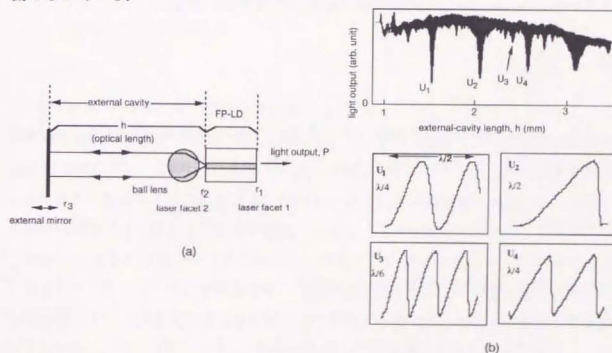 external cavity
FP-LD
h
(optical length)
light output, P
ball lens
r2
r1
r3
laser facet 2
laser facet 1
external mirror
(a)
light output (arb. unit)
0
U1
U2
U3
U4
1
2
3
external-cavity length, h (mm)
U1
λ/2
λ/4
U2
λ/2
U3
λ/6
U4
λ/4
(b)